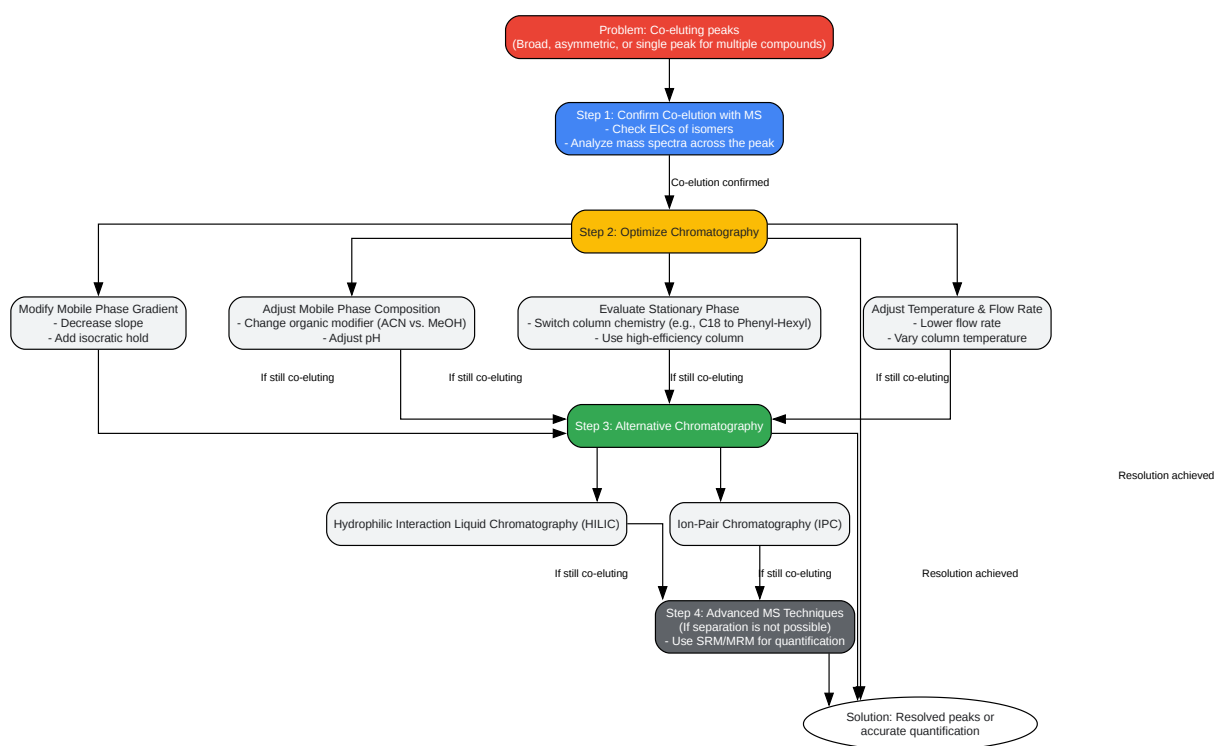 Problem: Co-eluting peaks
(Broad, asymmetric, or single peak for multiple compounds)
Step 1: Confirm Co-elution with MS
- Check EICs of isomers
- Analyze mass spectra across the peak
Co-elution confirmed
Step 2: Optimize Chromatography
Modify Mobile Phase Gradient
- Decrease slope
- Add isocratic hold
Adjust Mobile Phase Composition
- Change organic modifier (ACN vs. MeOH)
- Adjust pH
Evaluate Stationary Phase
- Switch column chemistry (e.g., C18 to Phenyl-Hexyl)
- Use high-efficiency column
Adjust Temperature & Flow Rate
- Lower flow rate
- Vary column temperature
If still co-eluting
If still co-eluting
If still co-eluting
If still co-eluting
Step 3: Alternative Chromatography
Resolution achieved
Hydrophilic Interaction Liquid Chromatography (HILIC)
Ion-Pair Chromatography (IPC)
If still co-eluting
If still co-eluting
Resolution achieved
Step 4: Advanced MS Techniques
(If separation is not possible)
- Use SRM/MRM for quantification
Solution: Resolved peaks or
accurate quantification